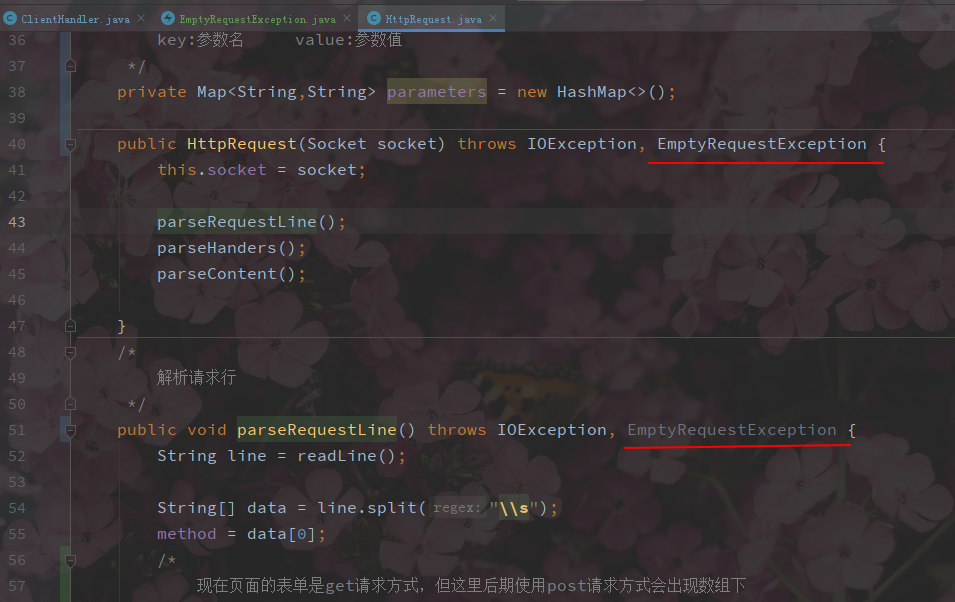 ClientHandler.java × EmptyRequestException.java × HttpRequest.java ×
36 key:参数名 value:参数值
37 */
38 private Map<String,String> parameters = new HashMap<>();
39
40 public HttpRequest(Socket socket) throws IOException, EmptyRequestException {
41 this.socket = socket;
42
43 parseRequestLine();
44 parseHanders();
45 parseContent();
46
47 }
48 /*
49 解析请求行
50 */
51 public void parseRequestLine() throws IOException, EmptyRequestException {
52 String line = readLine();
53
54 String[] data = line.split( regex: "\\s");
55 method = data[0];
56 /*
57 现在页面的表单是get请求方式，但这里后期使用post请求方式会出现数组下